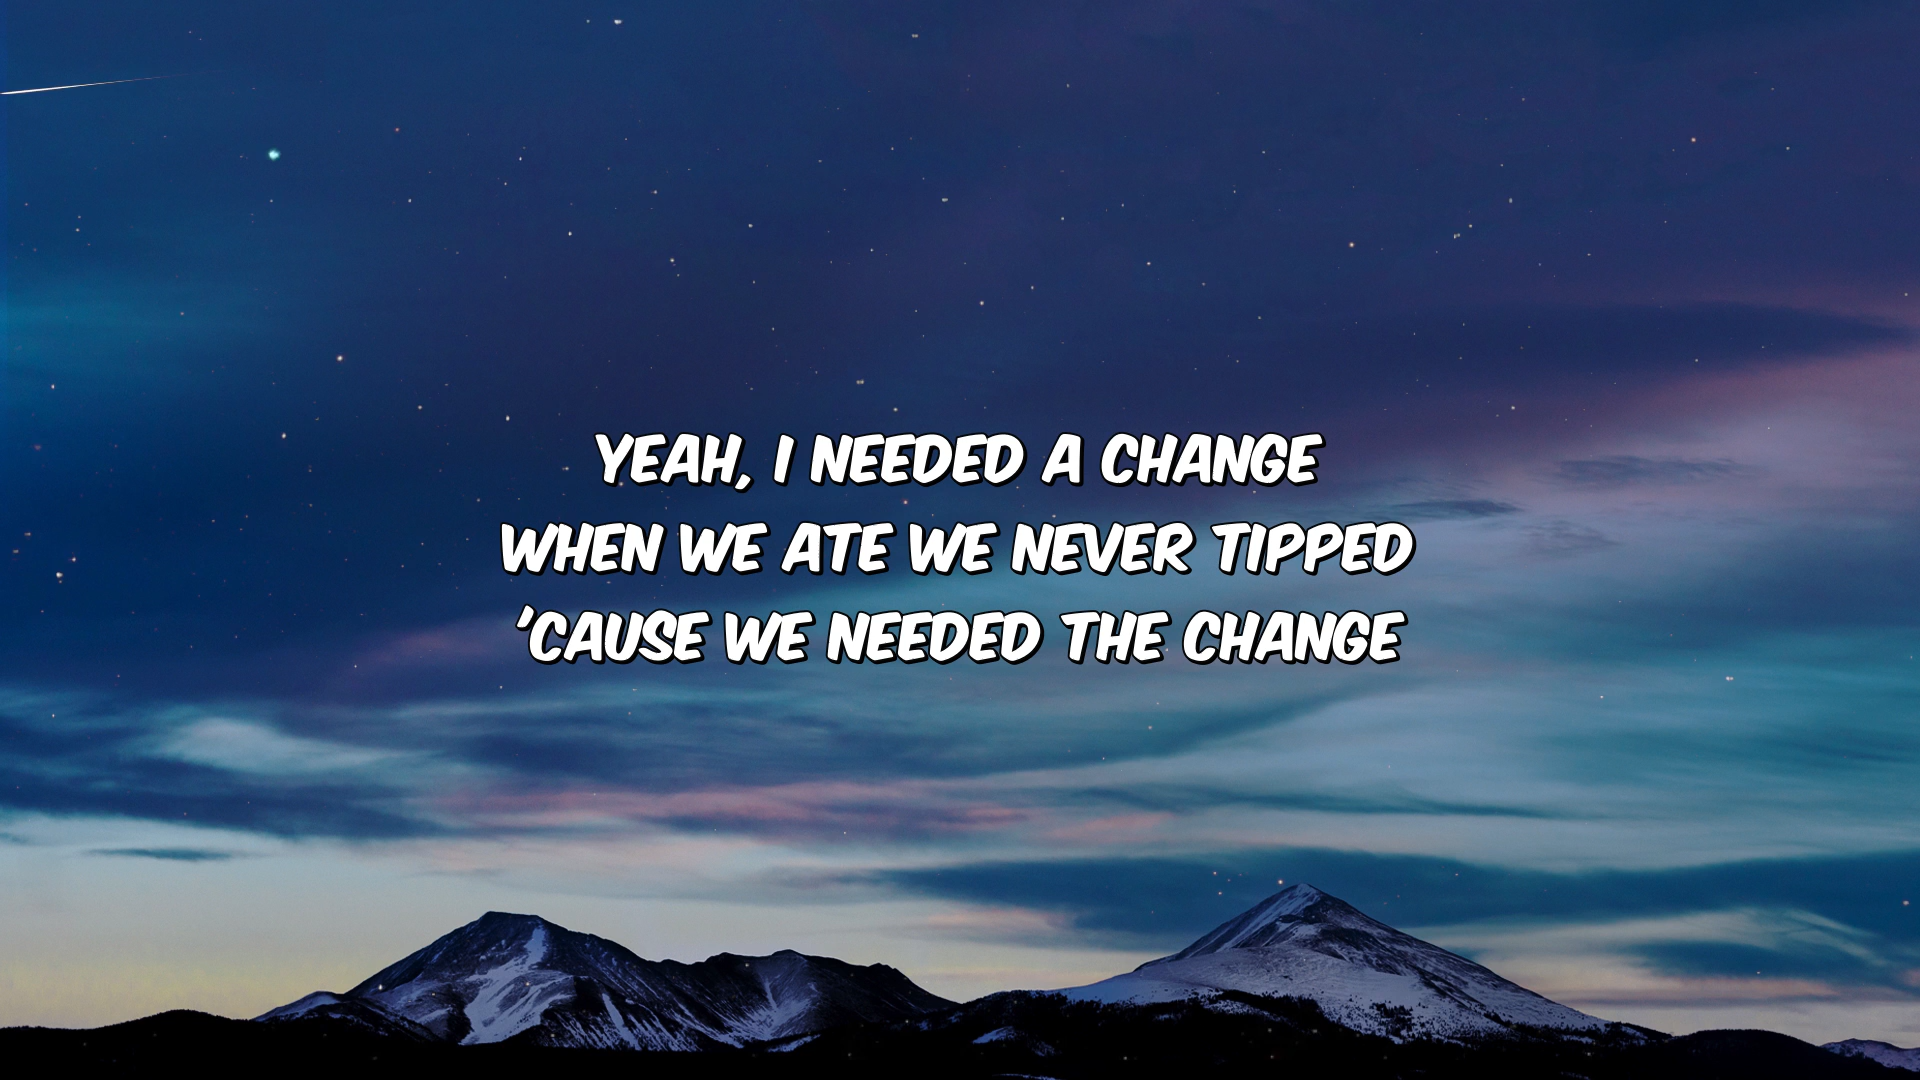 YEAH, I NEEDED A CHANGE
WHEN WE ATE WE NEVER TIPPED
'CAUSE WE NEEDED THE CHANGE